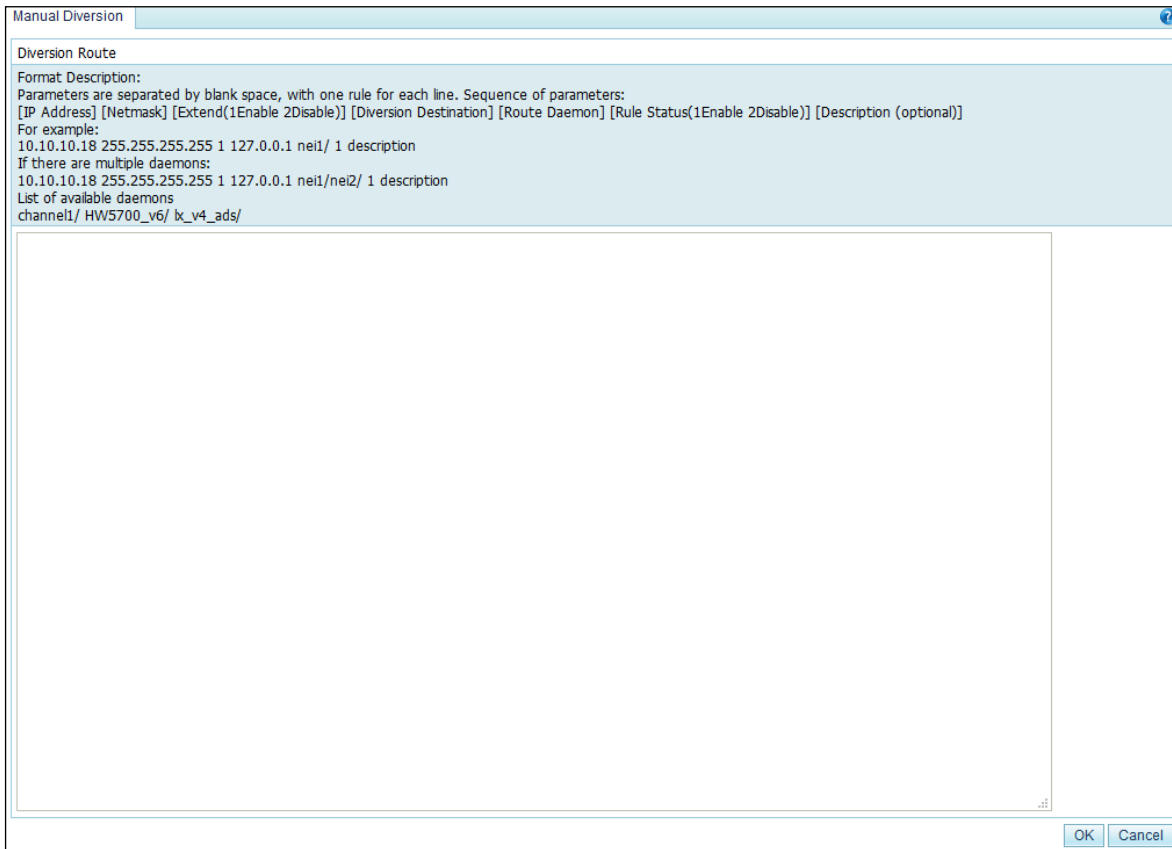 Manual Diversion
?
Diversion Route
Format Description:
Parameters are separated by blank space, with one rule for each line. Sequence of parameters:
[IP Address] [Netmask] [Extend(1Enable 2Disable)] [Diversion Destination] [Route Daemon] [Rule Status(1Enable 2Disable)] [Description (optional)]
For example:
10.10.10.18 255.255.255.255 1 127.0.0.1 nei1/ 1 description
If there are multiple daemons:
10.10.10.18 255.255.255.255 1 127.0.0.1 nei1/nei2/ 1 description
List of available daemons
channel1/ HW5700_v6/ lx_v4_ads/
OK Cancel